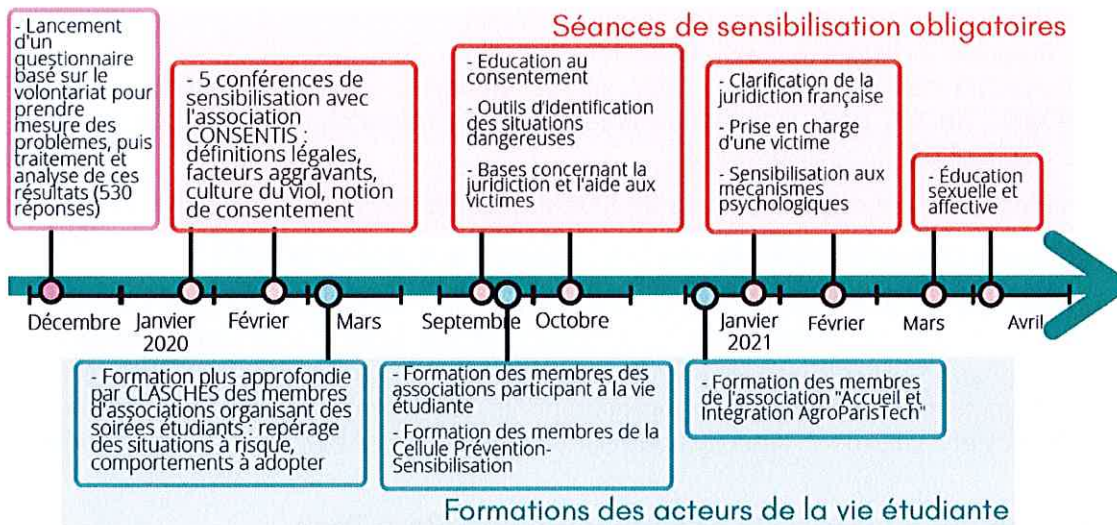 Séances de sensibilisation obligatoires
- Lancement
d'un
questionnaire
basé sur le
volontariat pour
prendre
mesure des
problèmes, puis
traitement et
analyse de ces
résultats (530
réponses)
- 5 conférences de
sensibilisation avec
l'association
CONSENTIS :
définitions légales,
facteurs aggravants,
culture du viol, notion
de consentement
- Education au
consentement
- Outils d'Identification
des situations
dangereuses
- Bases concernant la
juridiction et l'aide aux
victimes
- Clarification de la
juridiction française
- Prise en charge
d'une victime
- Sensibilisation aux
mécanismes
psychologiques
- Éducation
sexuelle et
affective
Décembre
Janvier
2020
Février
Mars
Septembre
Octobre
Janvier
2021
Février
Mars
Avril
- Formation plus approfondie
par CLASCHES des membres
d'associations organisant des
soirées étudiants : repérage
des situations à risque,
comportements à adopter
- Formation des membres des
associations participant à la vie
étudiante
- Formation des membres de la
Cellule Prévention-
Sensibilisation
- Formation des membres
de l'association "Accueil et
Intégration AgroParisTech"
Formations des acteurs de la vie étudiante